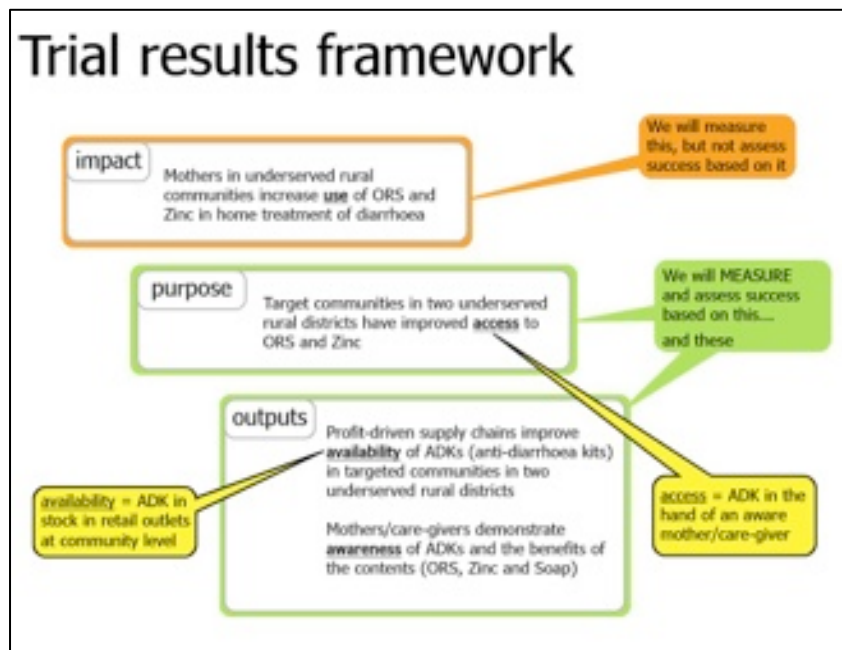 Trial results framework
impact
Mothers in underserved rural
communities increase use of ORS and
Zinc in home treatment of diarrhoea
We will measure
this, but not assess
success based on it
purpose
Target communities in two underserved
rural districts have improved access to
ORS and Zinc
We will MEASURE
and assess success
based on this....
and these
outputs
Profit-driven supply chains improve
availability of ADKs (anti-diarrhoea kits)
in targeted communities in two
underserved rural districts
Mothers/care-givers demonstrate
awareness of ADKs and the benefits of
the contents (ORS, Zinc and Soap)
availability = ADK in
stock in retail outlets
at community level
access = ADK in the
hand of an aware
mother/care-giver